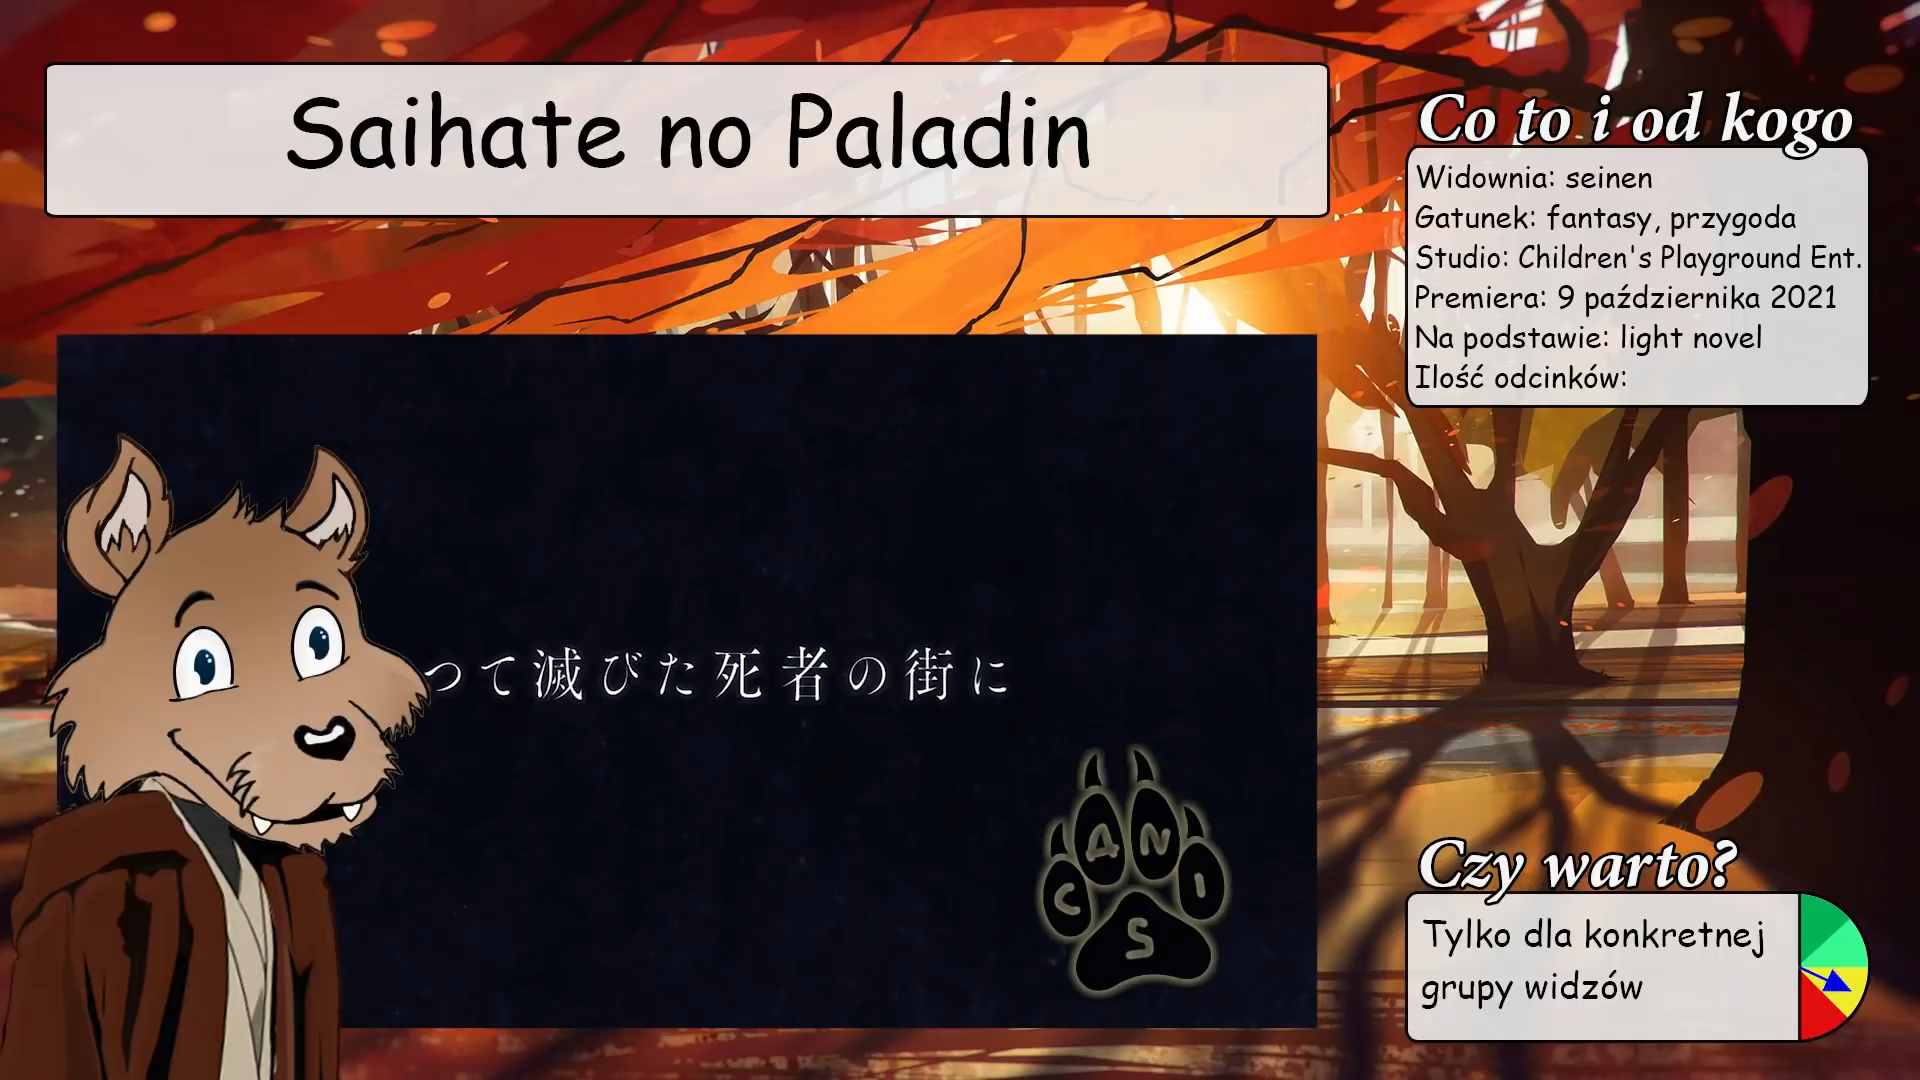 Saihate no Paladin
Co to i od kogo
Widownia: seinen
Gatunek: fantasy, przygoda
Studio: Children's Playground Ent.
Premiera: 9 października 2021
Na podstawie: light novel
Ilość odcinków:
って滅びた死者の街に
CANOS
Czy warto?
Tylko dla konkretnej
grupy widzów